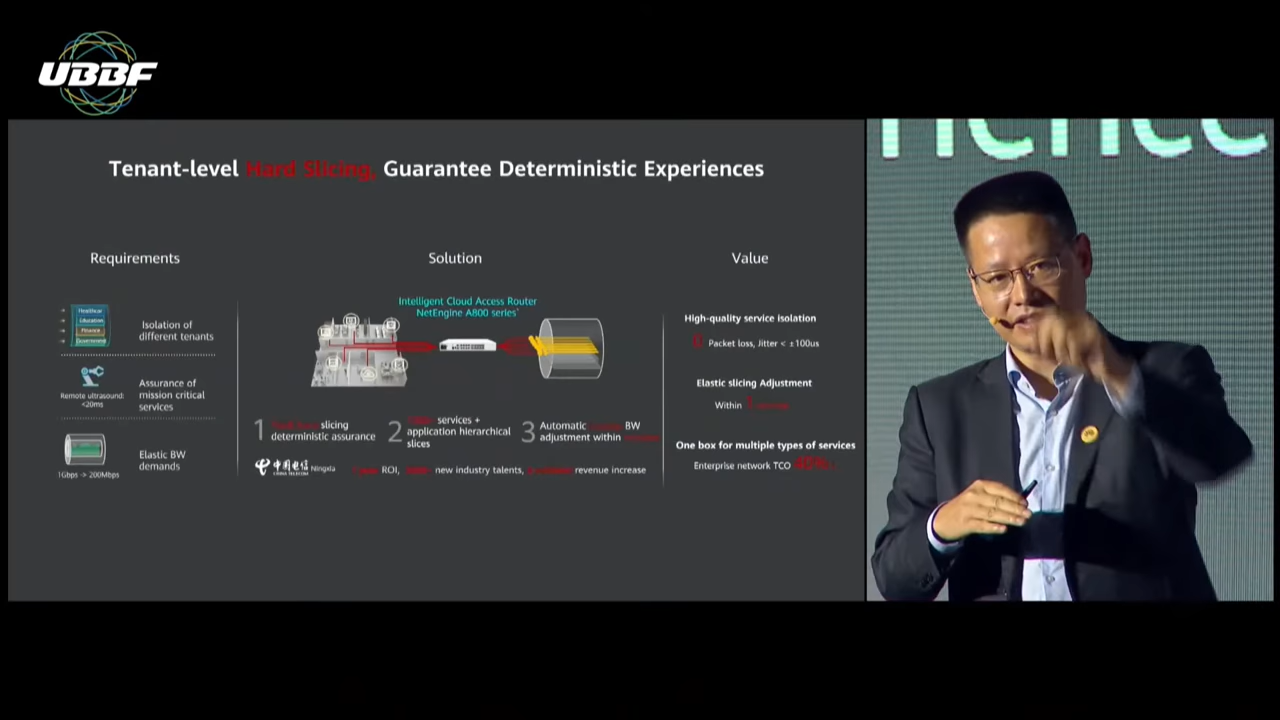 UBBF
Tenant-level Hard Slicing, Guarantee Deterministic Experiences
Requirements
Healthcare
Education
Finance
Government
Isolation of
different tenants
Remote ultrasound:
<20ms
Assurance of
mission critical
services
1Gbps -> 200Mbps
Elastic BW
demands
Solution
Intelligent Cloud Access Router
NetEngine A800 series*
1 slicing
deterministic assurance
2 services +
application hierarchical
slices
3 Automatic BW
adjustment within
中国电信
CHINA TELECOM
Ningxia
ROI, new industry talents, revenue increase
Value
High-quality service isolation
0 Packet loss, Jitter < ±100us
Elastic slicing Adjustment
Within 1
One box for multiple types of services
Enterprise network TCO